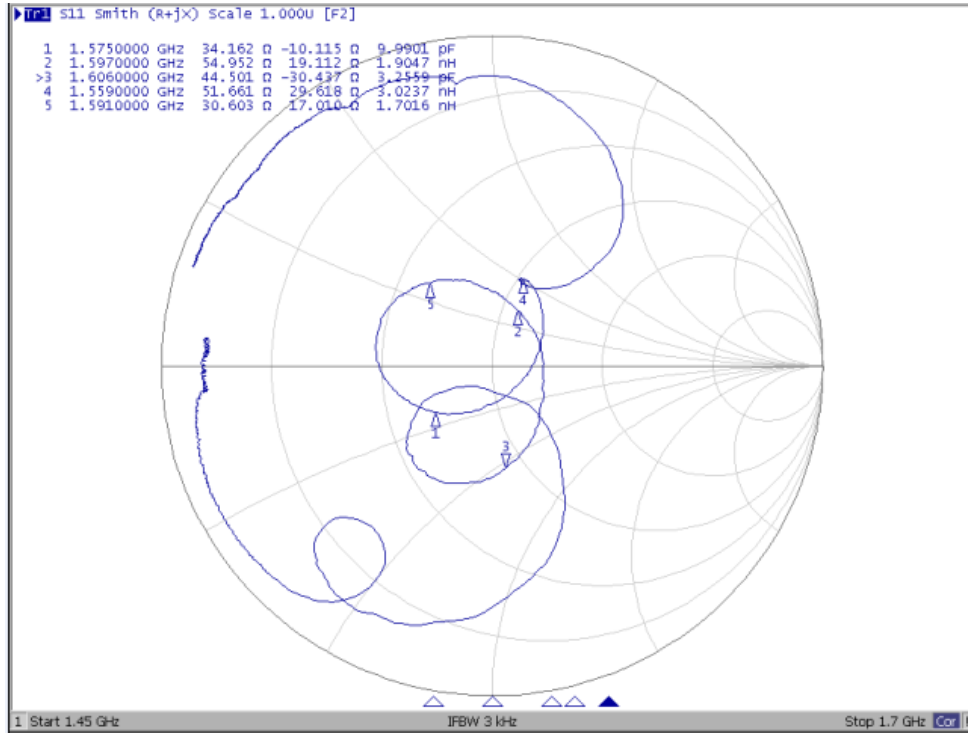 Tr1 S11 Smith (R+jX) Scale 1.000U [F2]
1 1.5750000 GHz 34.162 Ω -10.115 Ω 9.9901 pF
2 1.5970000 GHz 54.952 Ω 19.112 Ω 1.9047 nH
>3 1.6060000 GHz 44.501 Ω -30.437 Ω 3.2559 pF
4 1.5590000 GHz 51.661 Ω 29.618 Ω 3.0237 nH
5 1.5910000 GHz 30.603 Ω 17.010 Ω 1.7016 nH
5
4
2
1
3
1 Start 1.45 GHz IFBW 3 kHz Stop 1.7 GHz Cor